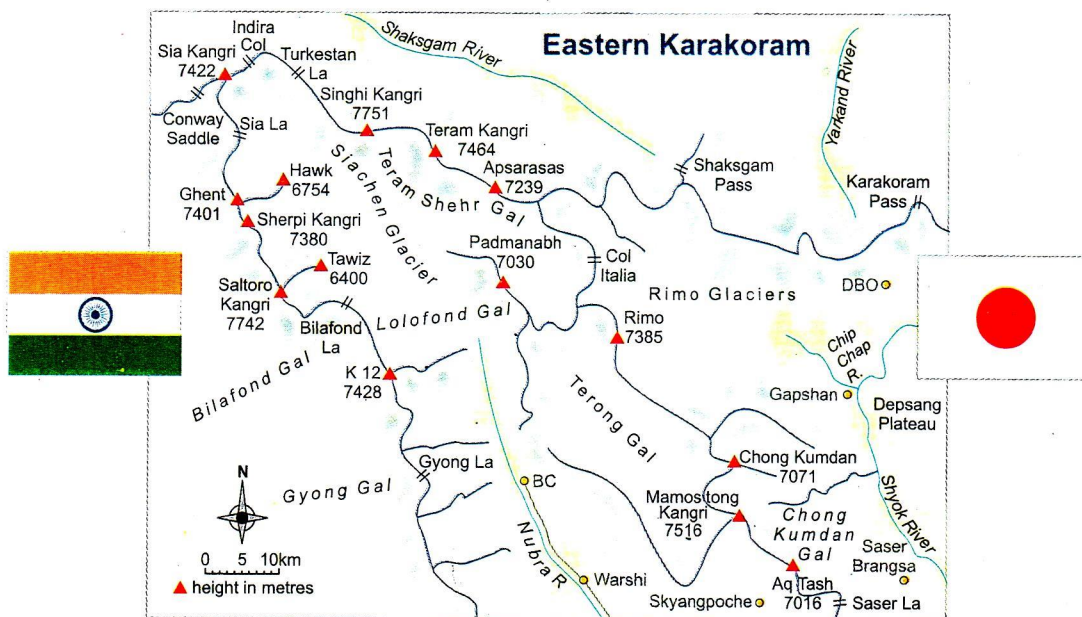 Eastern Karakoram
Indira
Col
Sia Kangri
7422
Turkestan
La
Shaksgam River
Yarkand River
Conway
Saddle
Sia La
Singhi Kangri
7751
Teram Kangri
7464
Apsarasas
7239
Shaksgam
Pass
Karakoram
Pass
Hawk
6754
Ghent
7401
Sherpi Kangri
7380
Siachen Glacier
Teram Shehr Gal
Padmanabh
7030
Col
Italia
Tawiz
6400
Saltoro
Kangri
7742
Rimo Glaciers
DBO
Bilafond
La
Lolofond Gal
Rimo
7385
Chip
Chap
R.
Bilafond Gal
K 12
7428
Terong Gal
Gapshan
Depsang
Plateau
Gyong La
Chong Kumdan
7071
Gyong Gal
BC
Mamostong
Kangri
7516
Chong
Kumdan
Gal
Shyok River
N
Nubra R
Saser
Brangsa
0 5 10km
Warshi
Aq Tash
7016
height in metres
Skyangpoche
Saser La